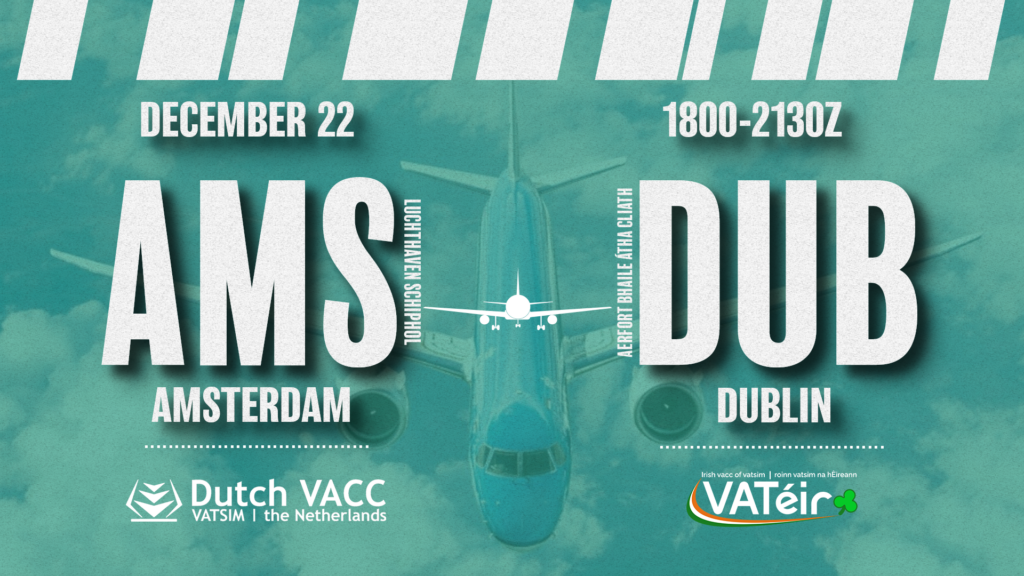 DECEMBER 22
1800-2130Z
AMS
LUCHTHAVEN SCHIPHOL
AERFORT BHAILE ÁTHA CLIATH
DUB
AMSTERDAM
DUBLIN
Dutch VACC
VATSIM | the Netherlands
Irish vacc of vatsim | roinn vatsim na hEireann
VATéir